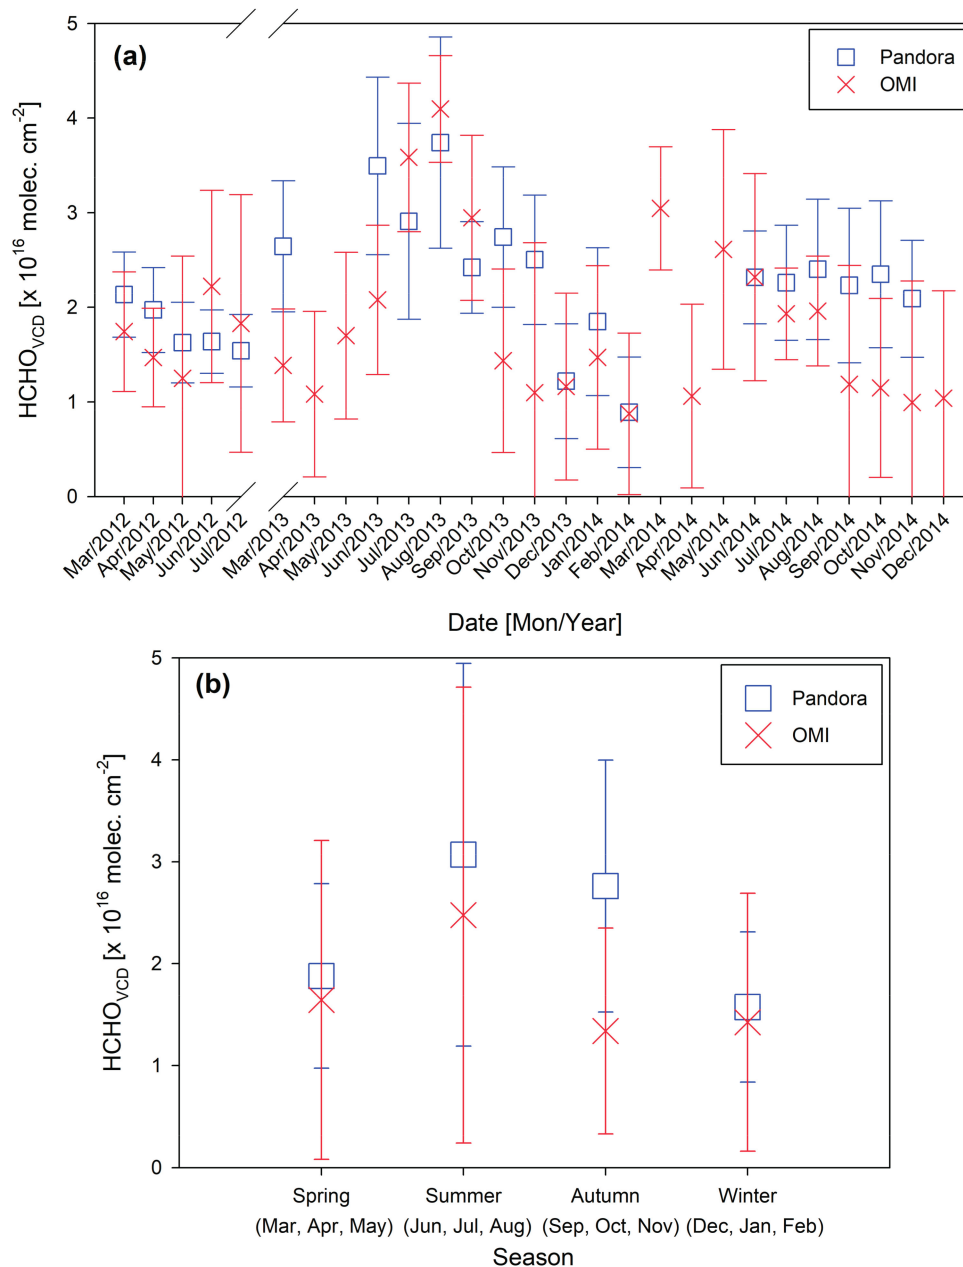 (a)
Pandora
OMI
5
4
3
2
1
0
HCHO_VCD [x 10^16 molec. cm^-2]
Mar/2012
Apr/2012
May/2012
Jun/2012
Jul/2012
Mar/2013
Apr/2013
May/2013
Jun/2013
Jul/2013
Aug/2013
Sep/2013
Oct/2013
Nov/2013
Dec/2013
Jan/2014
Feb/2014
Mar/2014
Apr/2014
May/2014
Jun/2014
Jul/2014
Aug/2014
Sep/2014
Oct/2014
Nov/2014
Dec/2014
Date [Mon/Year]
(b)
Pandora
OMI
5
4
3
2
1
0
HCHO_VCD [x 10^16 molec. cm^-2]
Spring Summer Autumn Winter
(Mar, Apr, May) (Jun, Jul, Aug) (Sep, Oct, Nov) (Dec, Jan, Feb)
Season